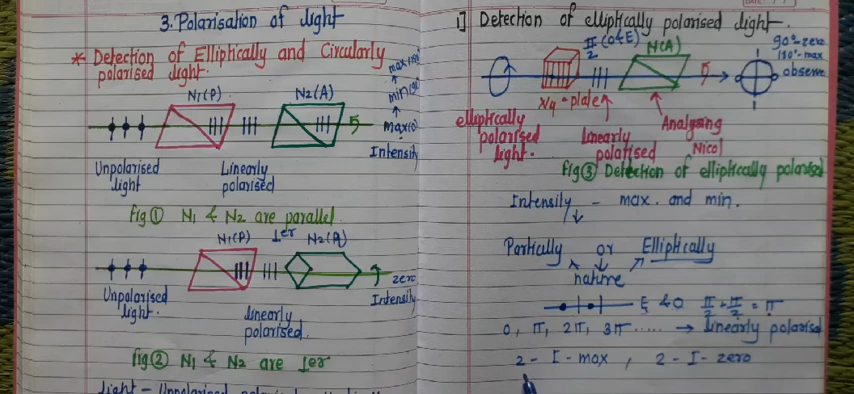 3. Polarisation of light
* Detection of Elliptically and Circularly
polarised light.
N1(P)
N2(A)
max(180°)
min(90°)
max(0)
Intensity
Unpolarised
light
Linearly
polarised
Fig ① N1 & N2 are parallel
N1(P)
⊥er
N2(A)
zero
Intensity
Unpolarised
light.
linearly
polarised.
Fig ② N1 & N2 are ⊥er
light - Unpolarised
i] Detection of elliptically polarised light.
π/2 (O&E)
N(A)
90°-zero
180°-max
observe
λ/4 - plate
elliptically
polarised
light.
linearly
polarised
Analysing
Nicol
Fig ③ Detection of elliptically polarised
Intensity - max. and min.
Partically or Elliptically
nature
E & O π/2 + π/2 = π
0, π, 2π, 3π ..... → Linearly polarised
2 - I - max , 2 - I - zero